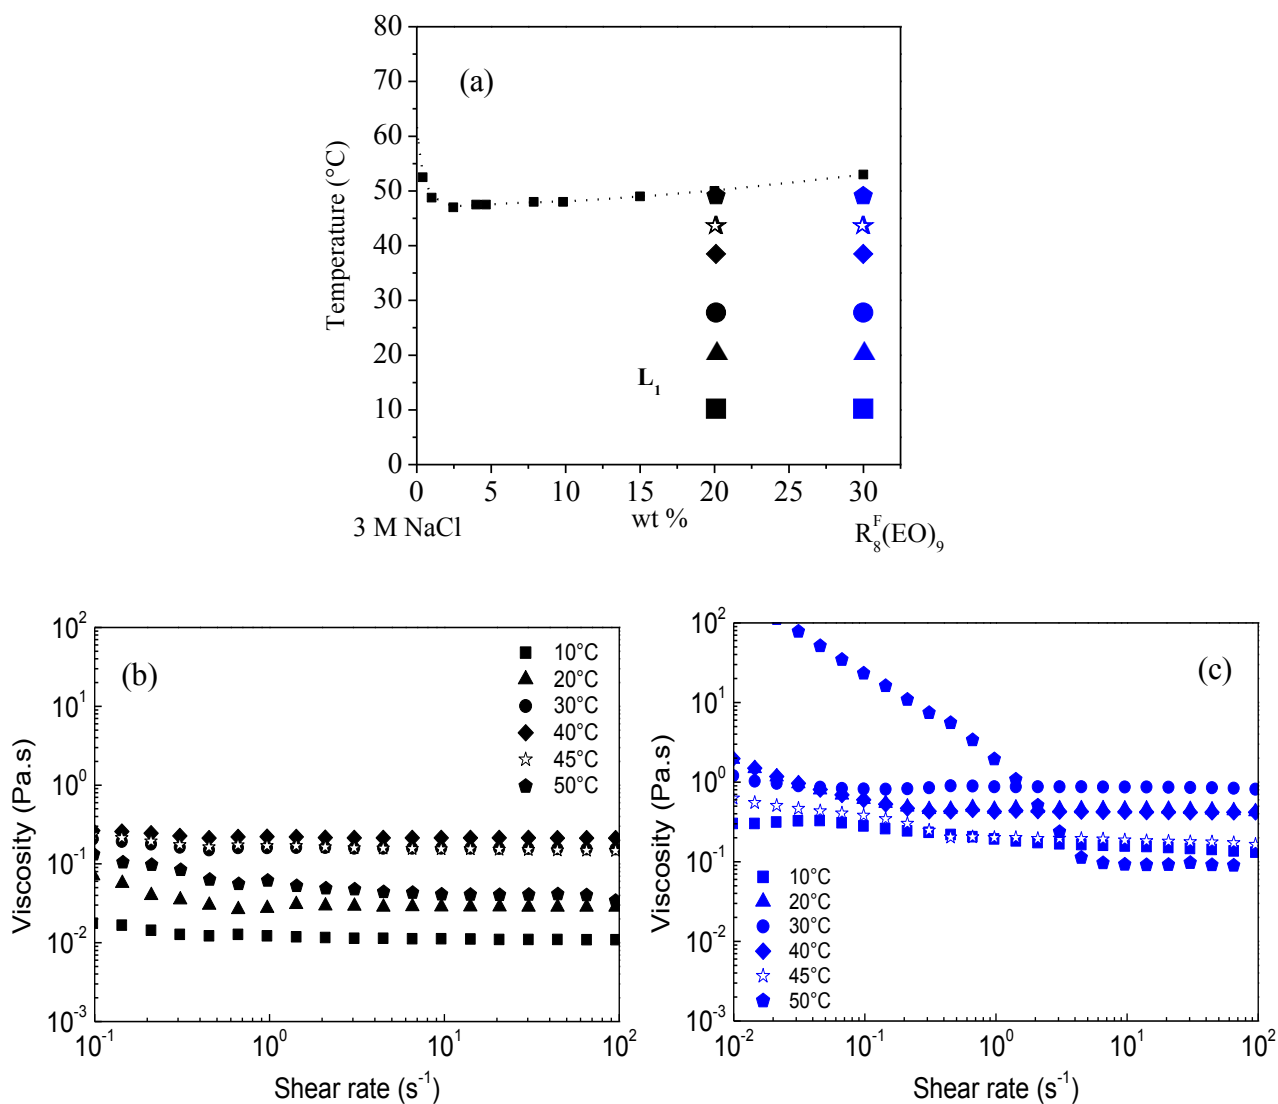 (a)
Temperature (°C)
80
70
60
50
40
30
20
10
0
L₁
0 5 10 15 20 25 30
3 M NaCl wt % R₈ᶠ(EO)₉
(b)
Viscosity (Pa.s)
10²
10¹
10⁰
10⁻¹
10⁻²
10⁻³
10°C
20°C
30°C
40°C
45°C
50°C
10⁻¹ 10⁰ 10¹ 10²
Shear rate (s⁻¹)
(c)
Viscosity (Pa.s)
10²
10¹
10⁰
10⁻¹
10⁻²
10⁻³
10°C
20°C
30°C
40°C
45°C
50°C
10⁻² 10⁻¹ 10⁰ 10¹ 10²
Shear rate (s⁻¹)